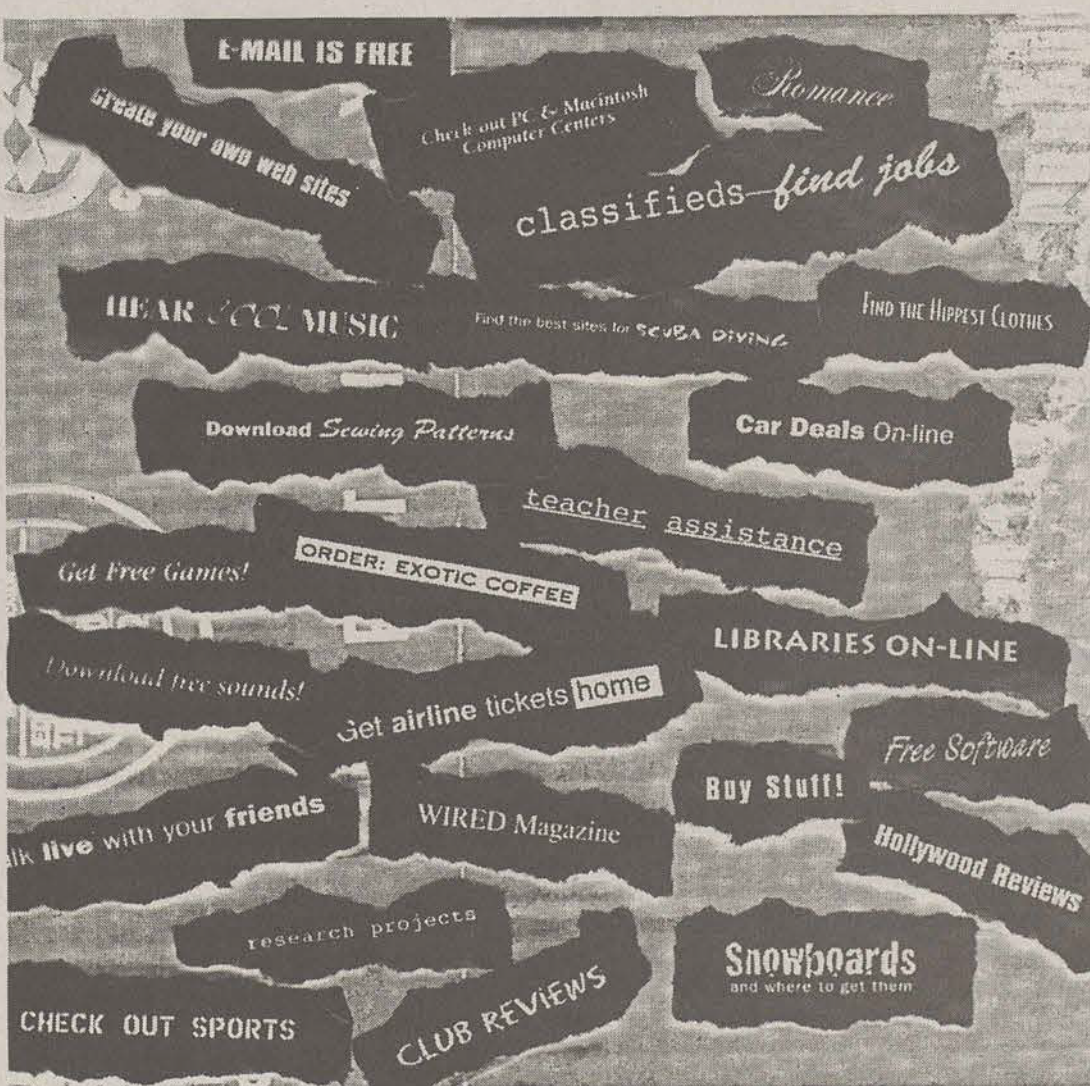 E-MAIL IS FREE
Create your own web sites
Check out PC & Macintosh
Computer Centers
Romance
classifieds—find jobs
HEAR COOL MUSIC
Find the best sites for SCUBA DIVING
FIND THE HIPPEST CLOTHES
Download Sewing Patterns
Car Deals On-line
teacher assistance
Get Free Games!
ORDER: EXOTIC COFFEE
LIBRARIES ON-LINE
Download free sounds!
Get airline tickets home
Free Software
Buy Stuff!
live with your friends
WIRED Magazine
Hollywood Reviews
research projects
Snowboards
and where to get them
CHECK OUT SPORTS
CLUB REVIEWS